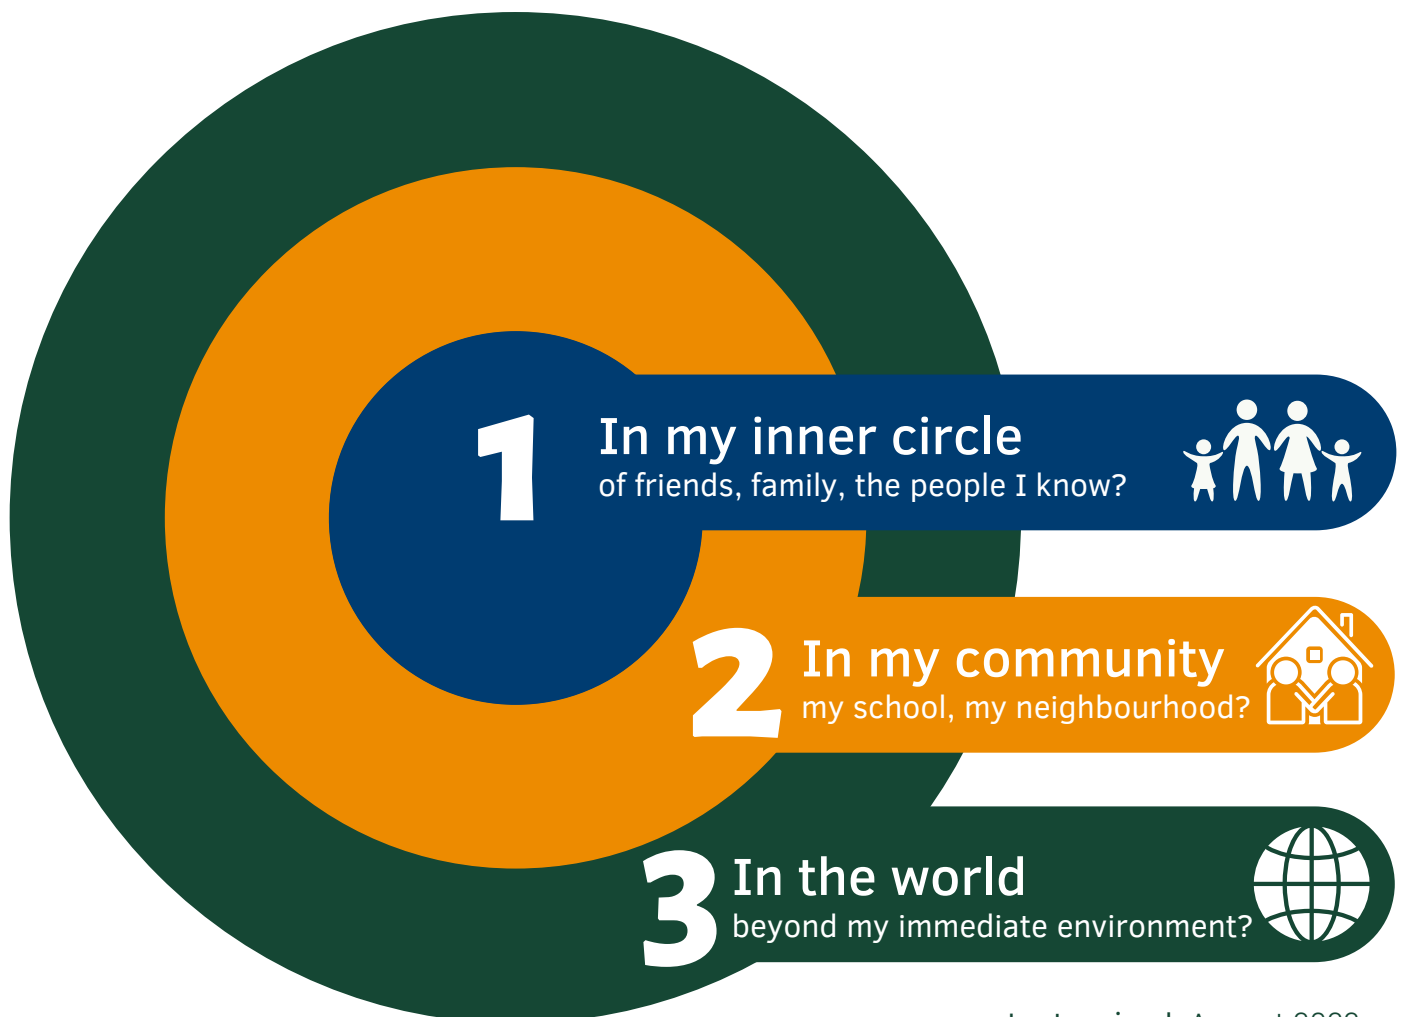 1
In my inner circle
of friends, family, the people I know?
2
In my community
my school, my neighbourhood?
3
In the world
beyond my immediate environment?